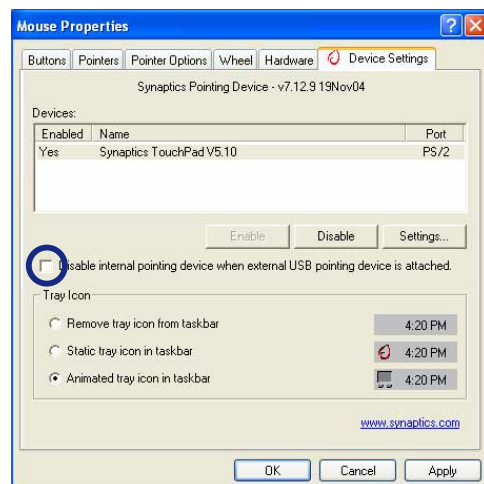 Mouse Properties
Buttons Pointers Pointer Options Wheel Hardware Device Settings
Synaptics Pointing Device - v7.12.9 19Nov04
Devices:
Enabled Name Port
Yes Synaptics TouchPad V5.10 PS/2
Enable Disable Settings...
Disable internal pointing device when external USB pointing device is attached.
Tray Icon
Remove tray icon from taskbar 4:20 PM
Static tray icon in taskbar 4:20 PM
Animated tray icon in taskbar 4:20 PM
www.synaptics.com
OK Cancel Apply